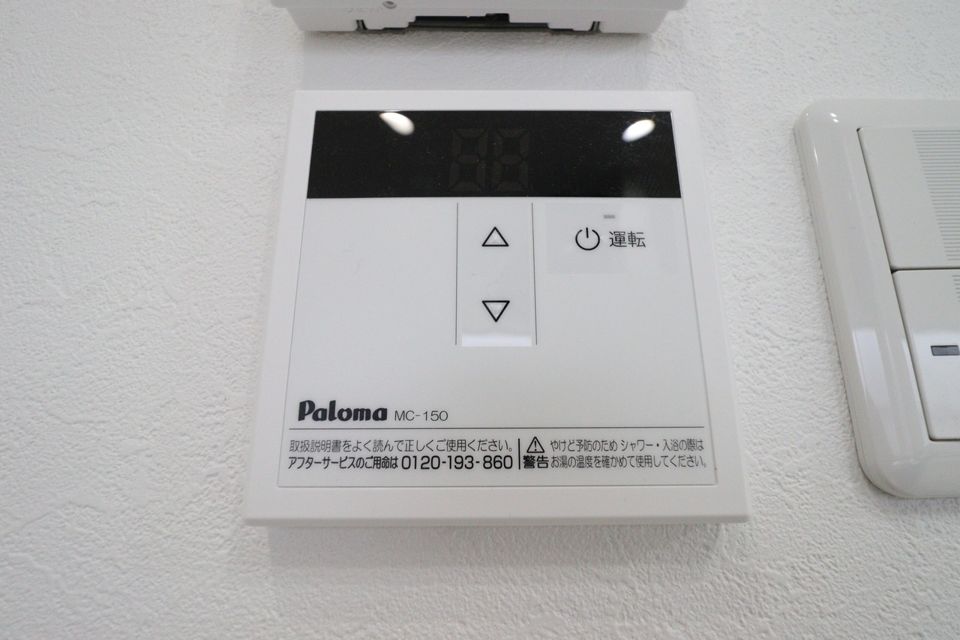 運転
Paloma MC-150
取扱説明書をよく読んで正しくご使用ください。
アフターサービスのご用命は 0120-193-860
警告
やけど予防のため シャワー・入浴の際は
お湯の温度を確かめて使用してください。